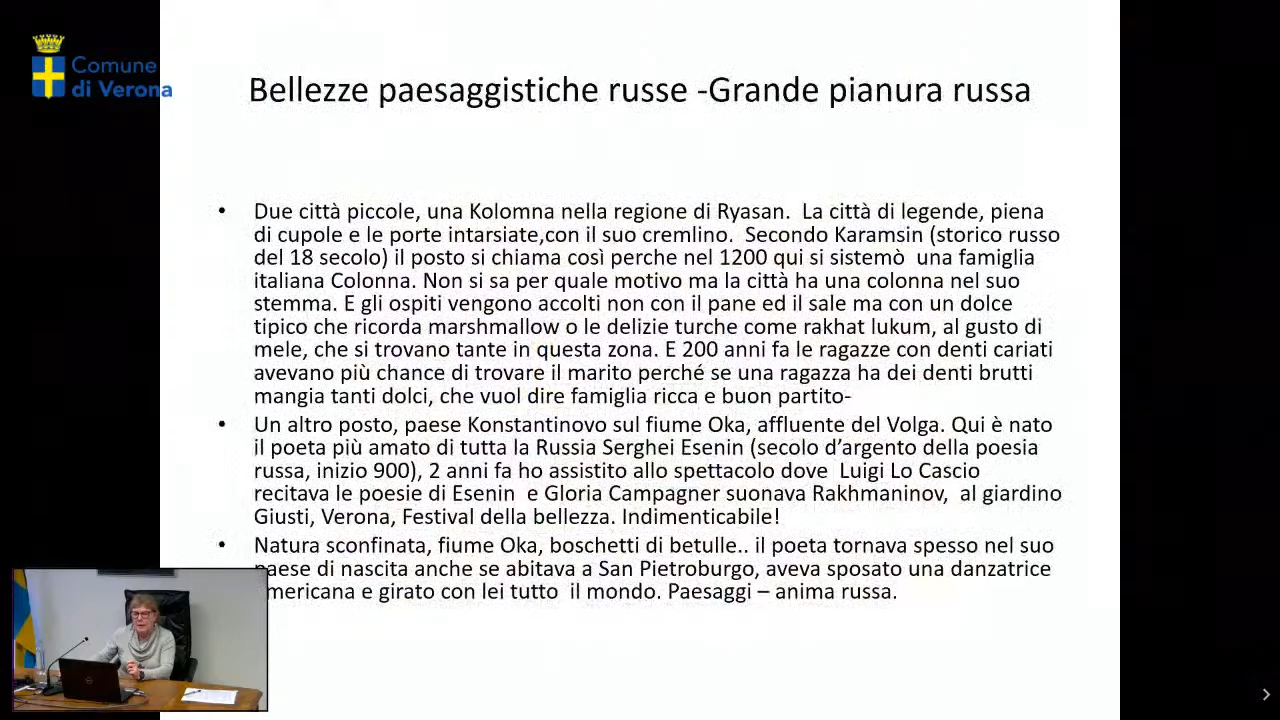 Comune
di Verona
Bellezze paesaggistiche russe -Grande pianura russa
• Due città piccole, una Kolomna nella regione di Ryasan.  La città di legende, piena
di cupole e le porte intarsiate,con il suo cremlino.  Secondo Karamsin (storico russo
del 18 secolo) il posto si chiama così perche nel 1200 qui si sistemò  una famiglia
italiana Colonna. Non si sa per quale motivo ma la città ha una colonna nel suo
stemma. E gli ospiti vengono accolti non con il pane ed il sale ma con un dolce
tipico che ricorda marshmallow o le delizie turche come rakhat lukum, al gusto di
mele, che si trovano tante in questa zona. E 200 anni fa le ragazze con denti cariati
avevano più chance di trovare il marito perché se una ragazza ha dei denti brutti
mangia tanti dolci, che vuol dire famiglia ricca e buon partito-
• Un altro posto, paese Konstantinovo sul fiume Oka, affluente del Volga. Qui è nato
il poeta più amato di tutta la Russia Serghei Esenin (secolo d’argento della poesia
russa, inizio 900), 2 anni fa ho assistito allo spettacolo dove  Luigi Lo Cascio
recitava le poesie di Esenin  e Gloria Campagner suonava Rakhmaninov,  al giardino
Giusti, Verona, Festival della bellezza. Indimenticabile!
• Natura sconfinata, fiume Oka, boschetti di betulle.. il poeta tornava spesso nel suo
paese di nascita anche se abitava a San Pietroburgo, aveva sposato una danzatrice
mericana e girato con lei tutto  il mondo. Paesaggi – anima russa.